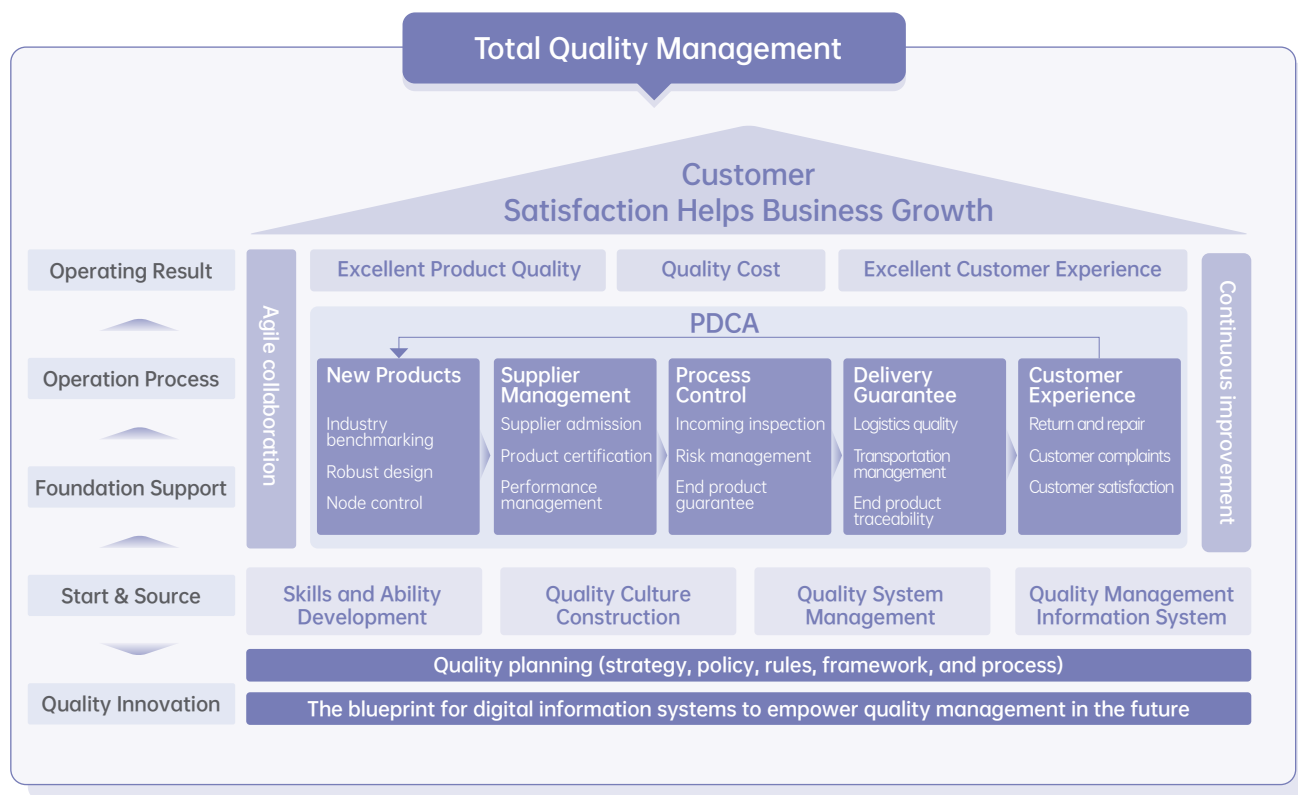 Total Quality Management
Customer
Satisfaction Helps Business Growth
Operating Result
Operation Process
Foundation Support
Start & Source
Quality Innovation
Agile collaboration
Excellent Product Quality
Quality Cost
Excellent Customer Experience
Continuous improvement
PDCA
New Products
Industry
benchmarking
Robust design
Node control
Supplier
Management
Supplier admission
Product certification
Performance
management
Process
Control
Incoming inspection
Risk management
End product
guarantee
Delivery
Guarantee
Logistics quality
Transportation
management
End product
traceability
Customer
Experience
Return and repair
Customer complaints
Customer satisfaction
Skills and Ability
Development
Quality Culture
Construction
Quality System
Management
Quality Management
Information System
Quality planning (strategy, policy, rules, framework, and process)
The blueprint for digital information systems to empower quality management in the future